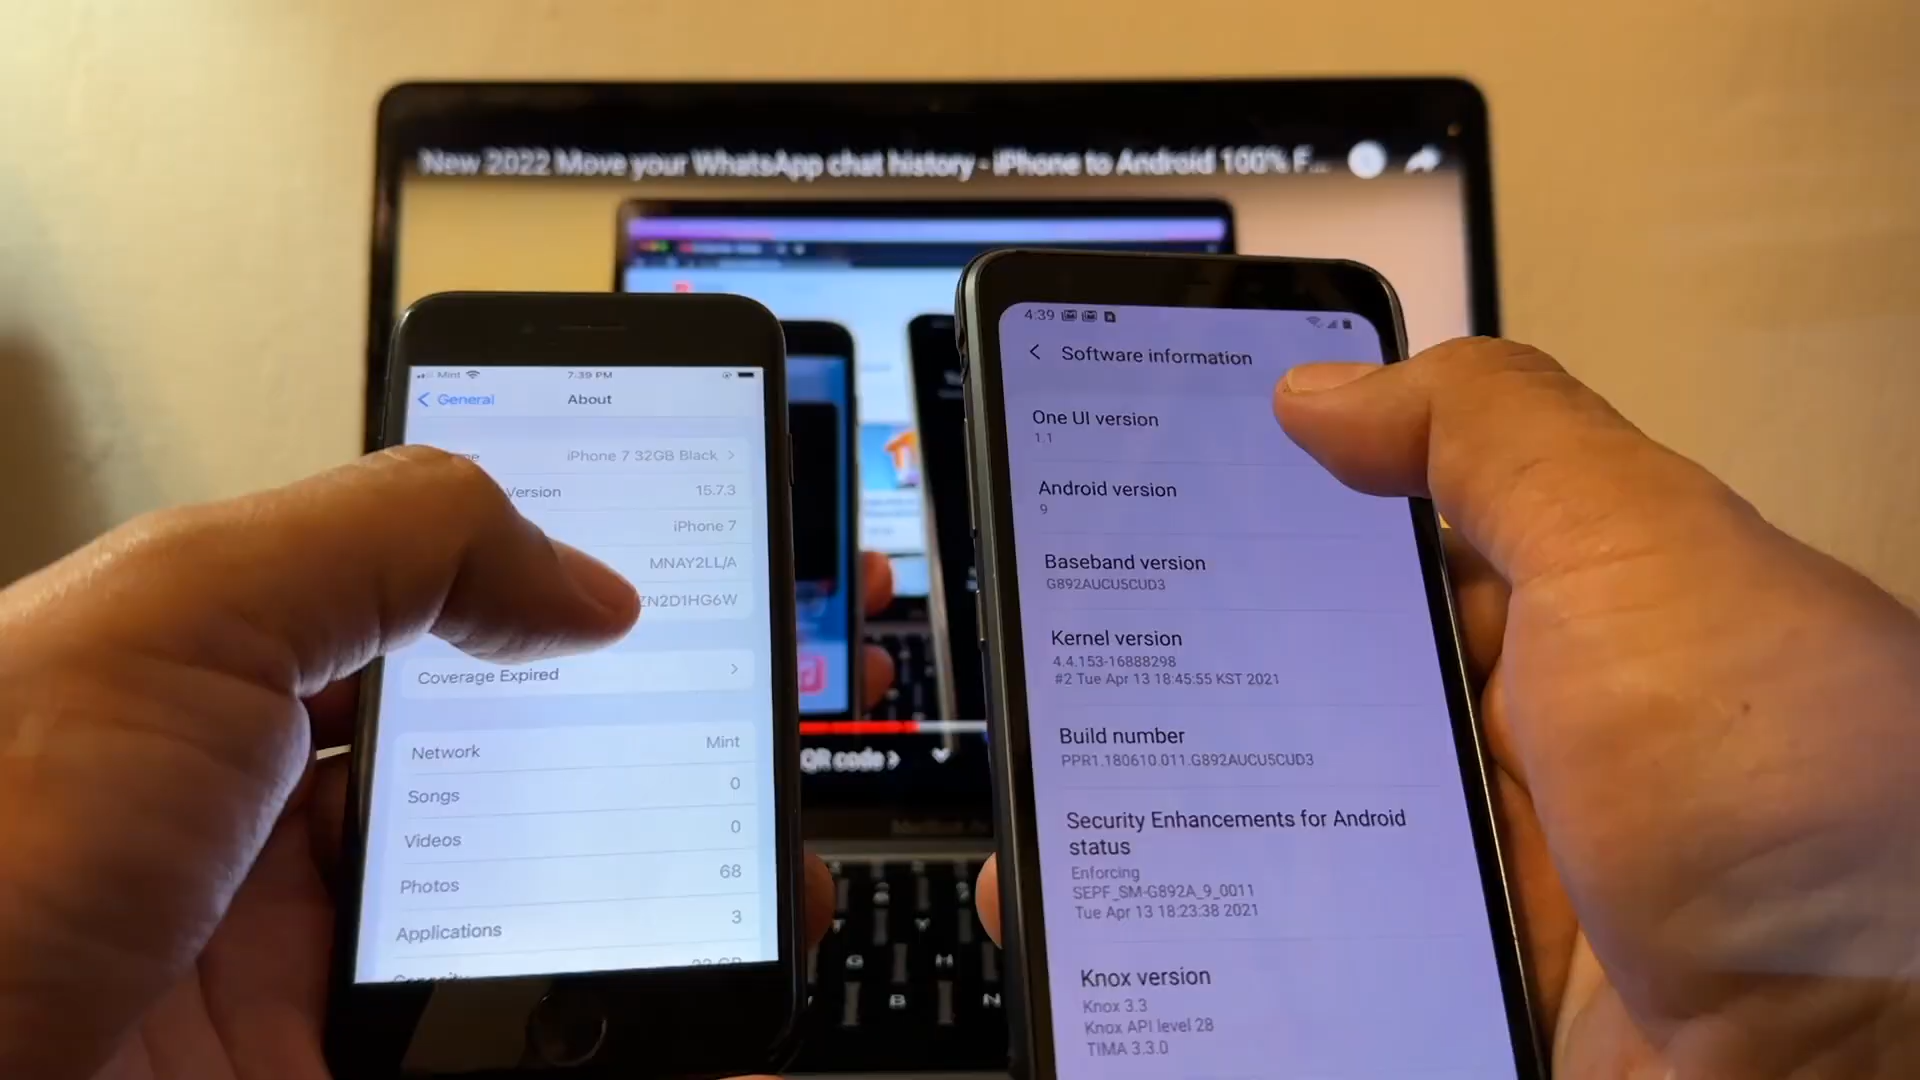 New 2022 Move your WhatsApp chat history - iPhone to Android 100% F...
Mint
7:39 PM
General
About
me
iPhone 7 32GB Black
Version
15.7.3
iPhone 7
MNAY2LL/A
ZN2D1HG6W
Coverage Expired
Network
Mint
Songs
0
Videos
0
Photos
68
Applications
3
Capacity
32 GB
QR code
4:39
Software information
One UI version
1.1
Android version
9
Baseband version
G892AUCU5CUD3
Kernel version
4.4.153-16888298
#2 Tue Apr 13 18:45:55 KST 2021
Build number
PPR1.180610.011.G892AUCU5CUD3
Security Enhancements for Android
status
Enforcing
SEPF_SM-G892A_9_0011
Tue Apr 13 18:23:38 2021
Knox version
Knox 3.3
Knox API level 28
TIMA 3.3.0
G
H
B
N